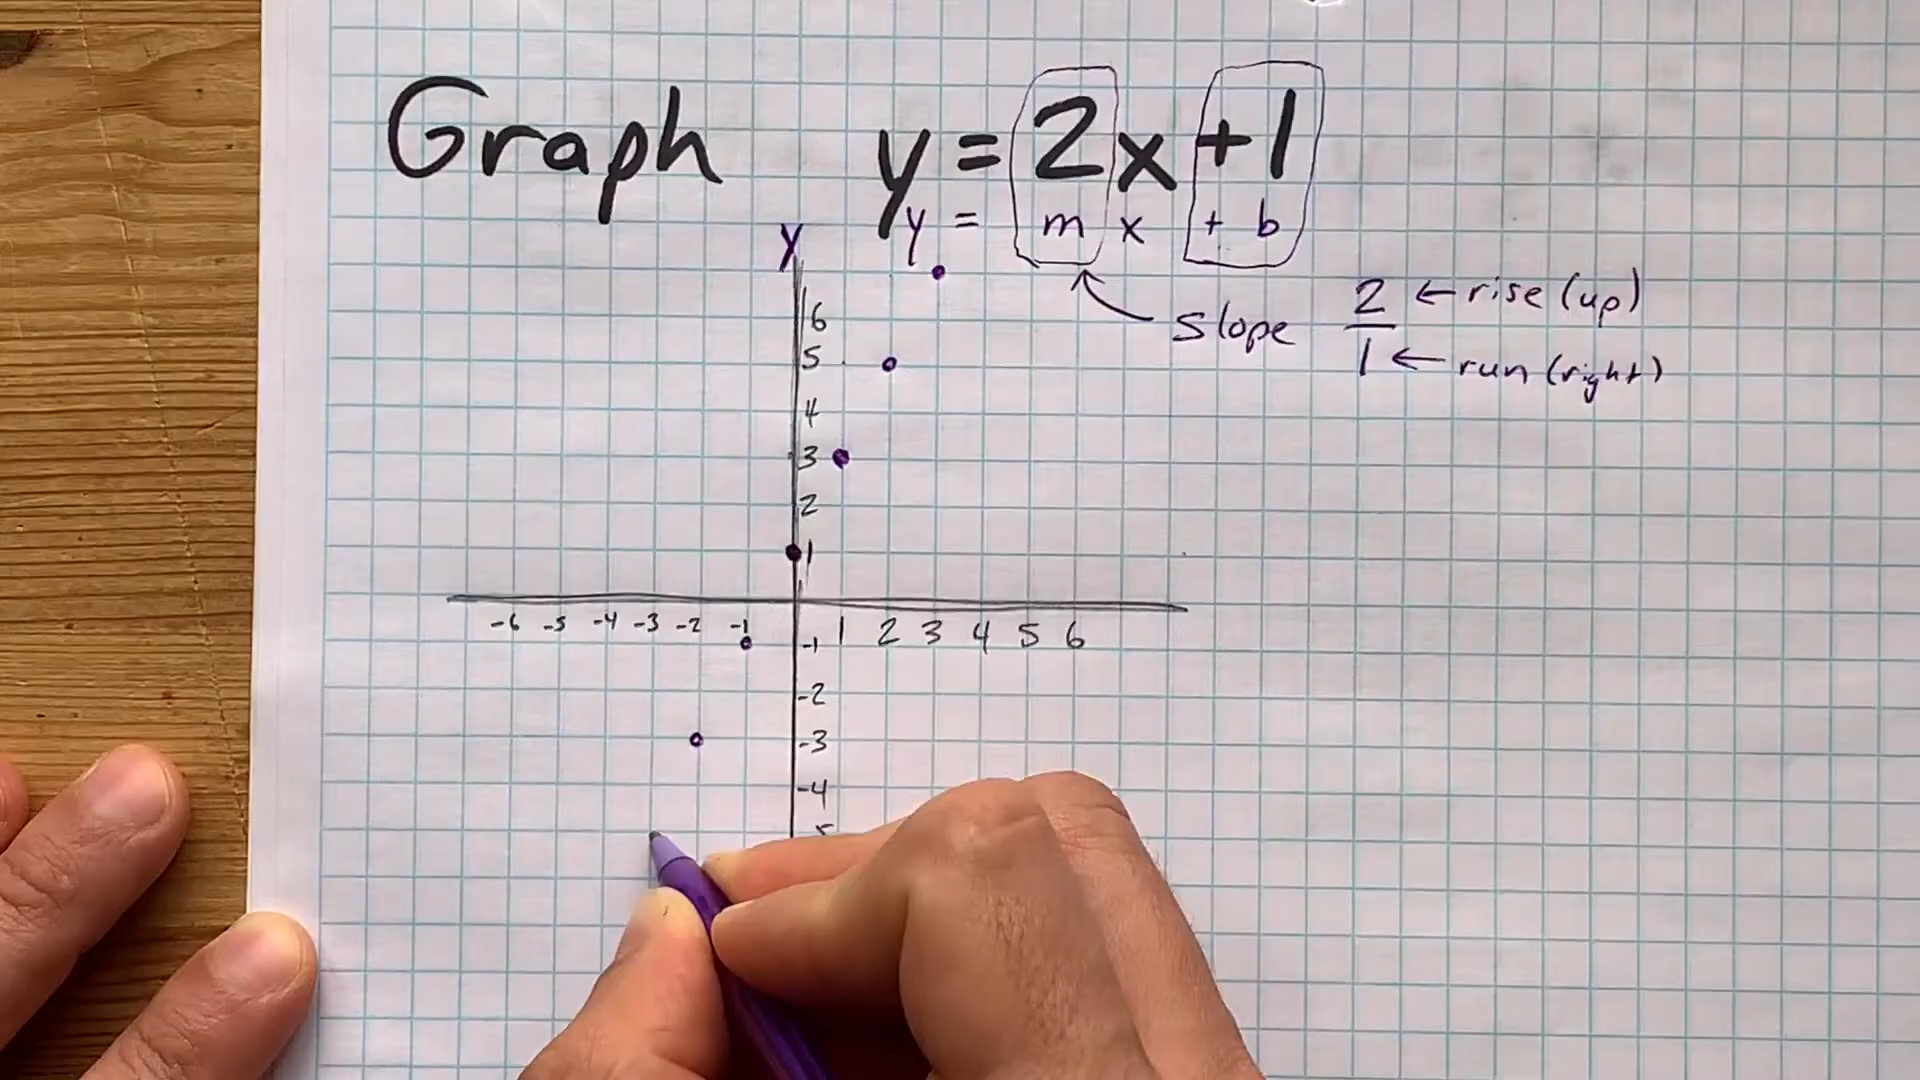 Graph y = 2x + 1
y = m x + b
y
slope 2 ← rise (up)
1 ← run (right)
6
5
4
3
2
1
-6 -5 -4 -3 -2 -1 1 2 3 4 5 6
-1
-2
-3
-4